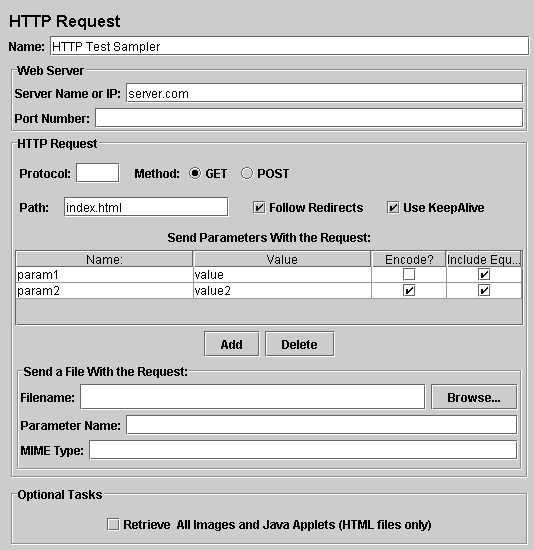 HTTP Request
Name: HTTP Test Sampler
Web Server
Server Name or IP: server.com
Port Number:
HTTP Request
Protocol: Method: GET POST
Path: index.html Follow Redirects Use KeepAlive
Send Parameters With the Request:
Name: Value Encode? Include Equ...
param1 value
param2 value2
Add Delete
Send a File With the Request:
Filename: Browse...
Parameter Name:
MIME Type:
Optional Tasks
Retrieve All Images and Java Applets (HTML files only)